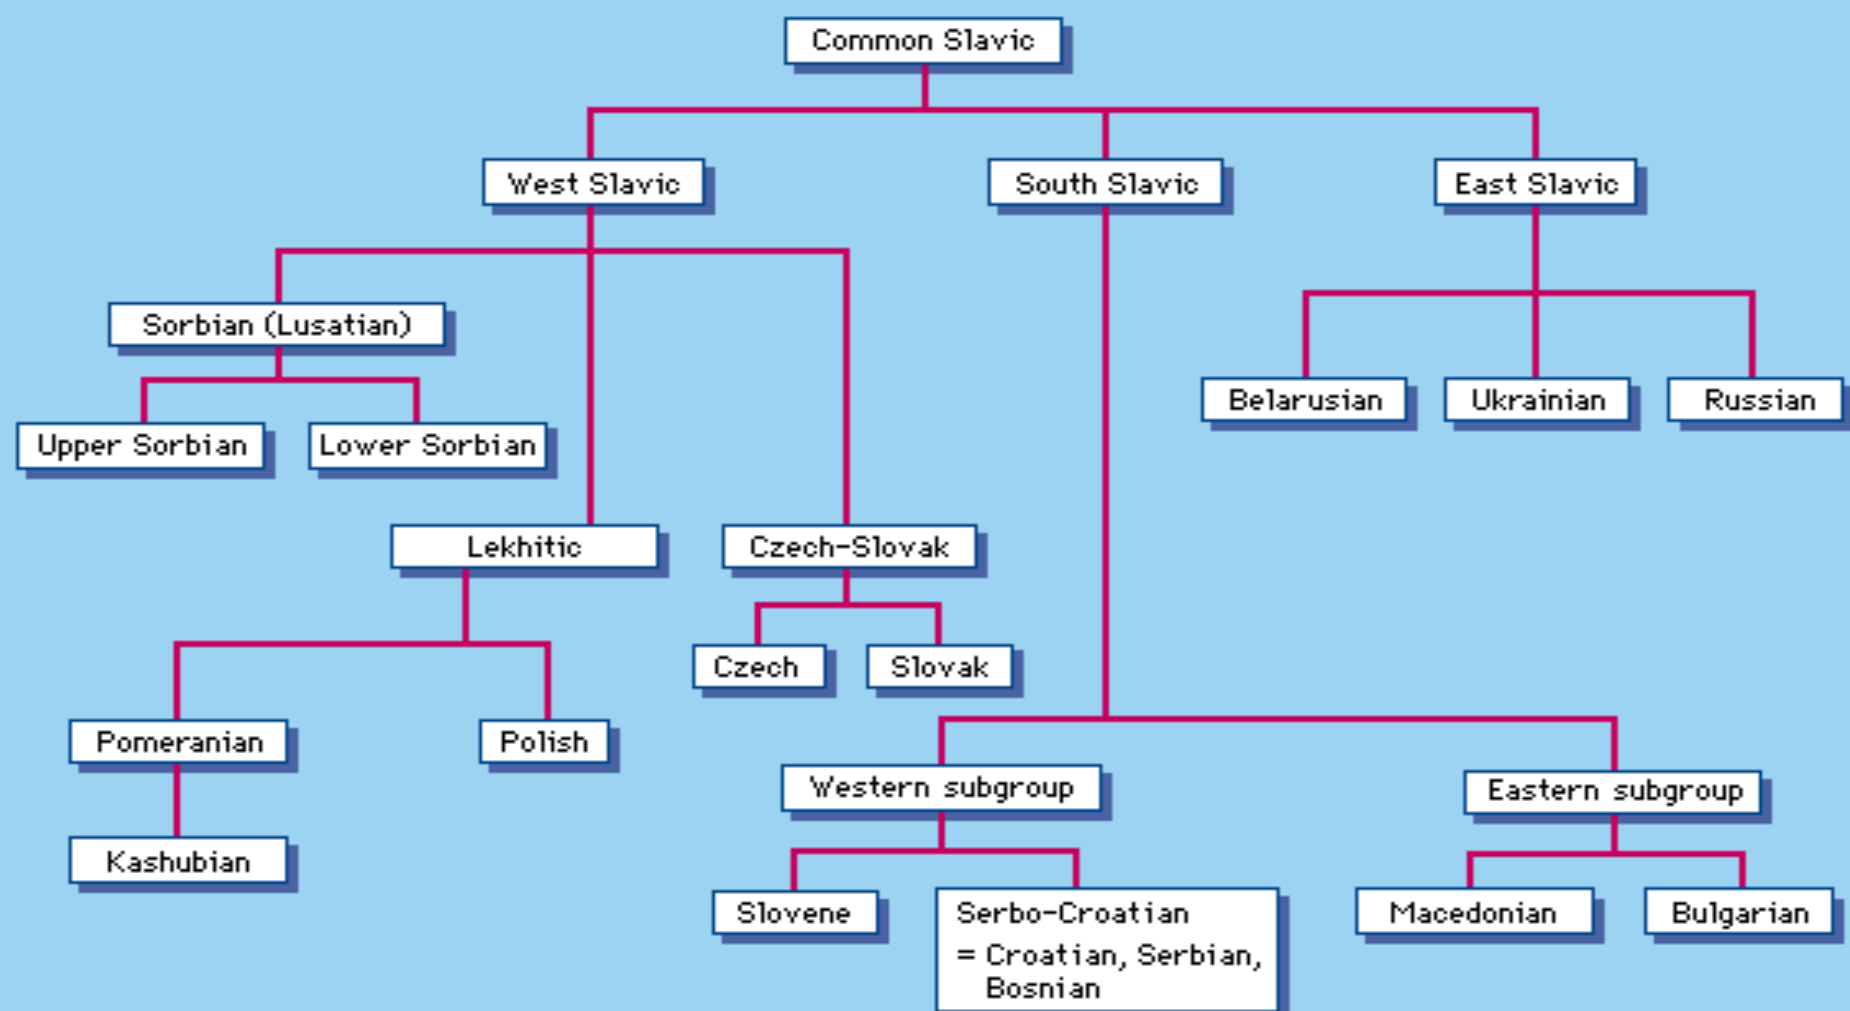 Common Slavic
West Slavic
South Slavic
East Slavic
Sorbian (Lusatian)
Belarusian
Ukrainian
Russian
Upper Sorbian
Lower Sorbian
Lekhitic
Czech-Slovak
Czech
Slovak
Pomeranian
Polish
Western subgroup
Eastern subgroup
Kashubian
Slovene
Serbo-Croatian
= Croatian, Serbian,
Bosnian
Macedonian
Bulgarian